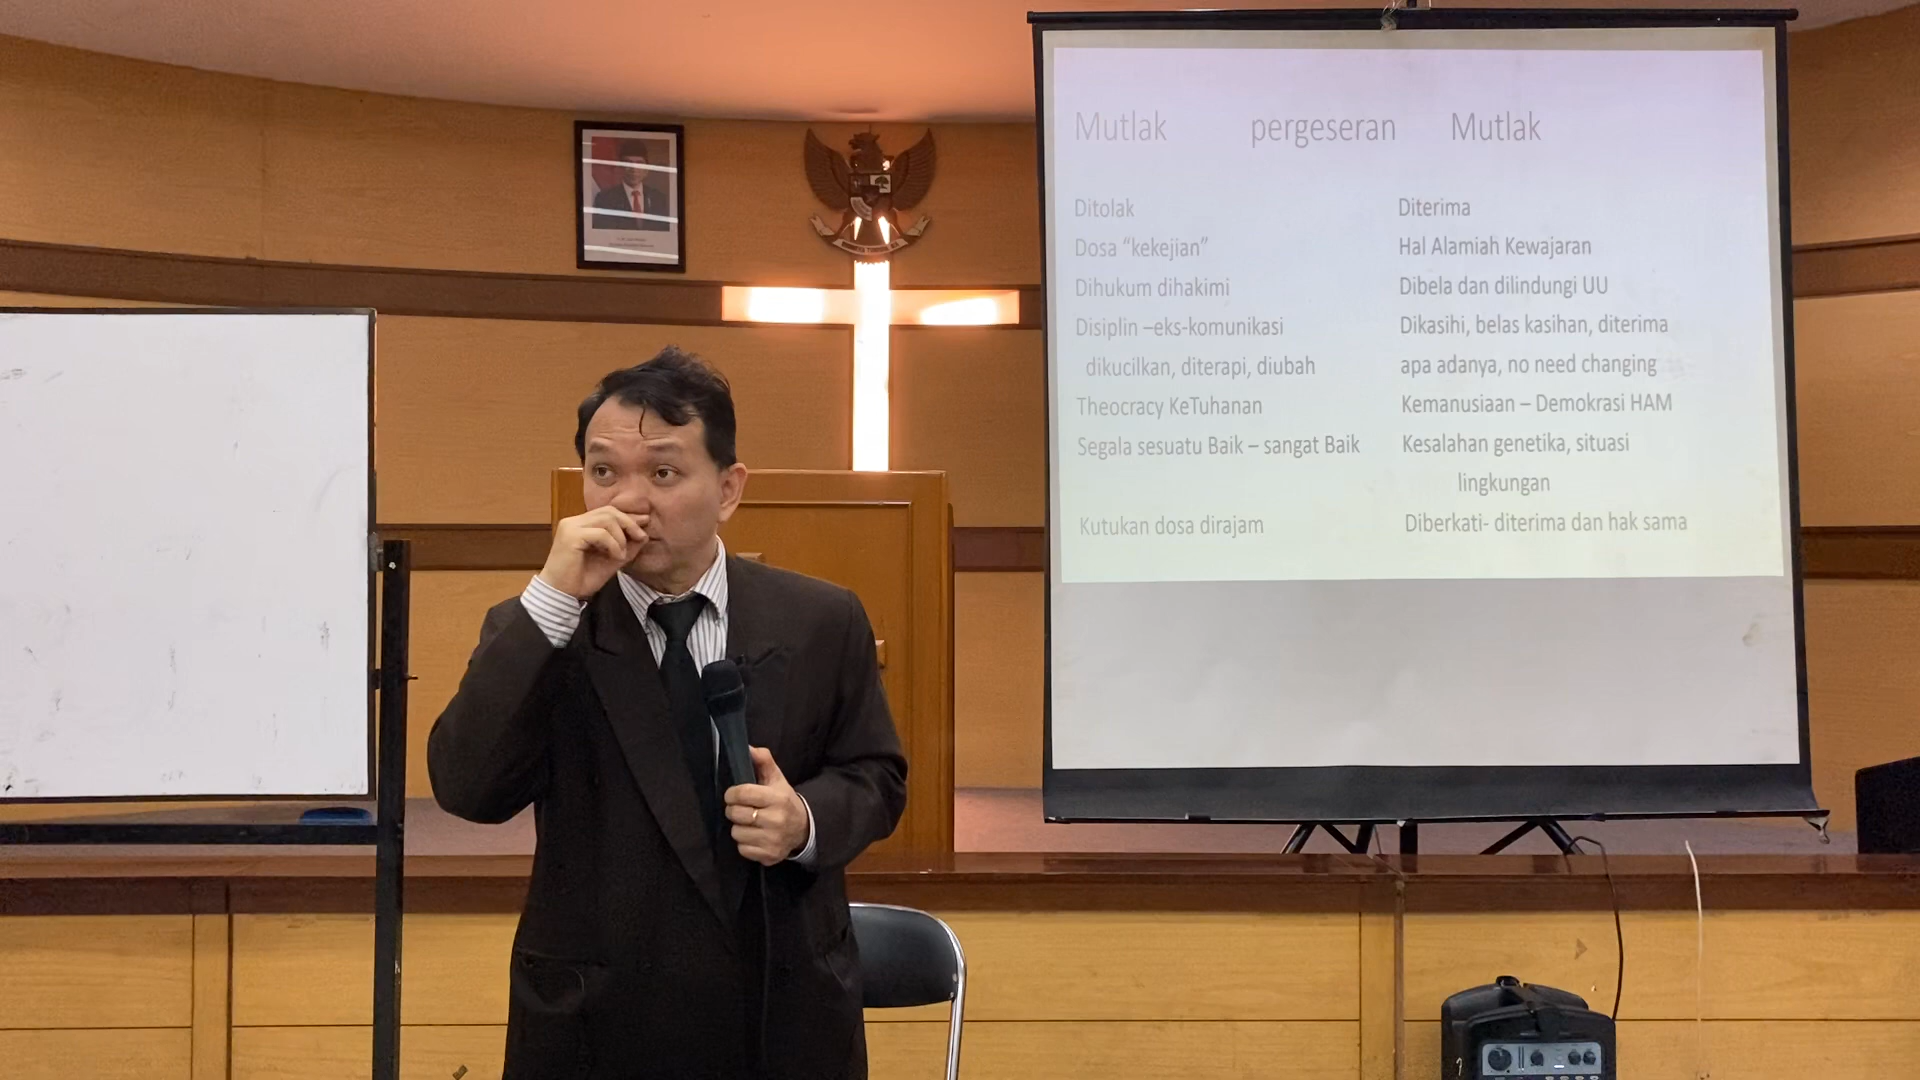 Mutlak pergeseran Mutlak
Ditolak Diterima
Dosa “kekejian” Hal Alamiah Kewajaran
Dihukum dihakimi Dibela dan dilindungi UU
Disiplin –eks-komunikasi Dikasihi, belas kasihan, diterima
dikucilkan, diterapi, diubah apa adanya, no need changing
Theocracy KeTuhanan Kemanusiaan – Demokrasi HAM
Segala sesuatu Baik – sangat Baik Kesalahan genetika, situasi
lingkungan
Kutukan dosa dirajam Diberkati- diterima dan hak sama